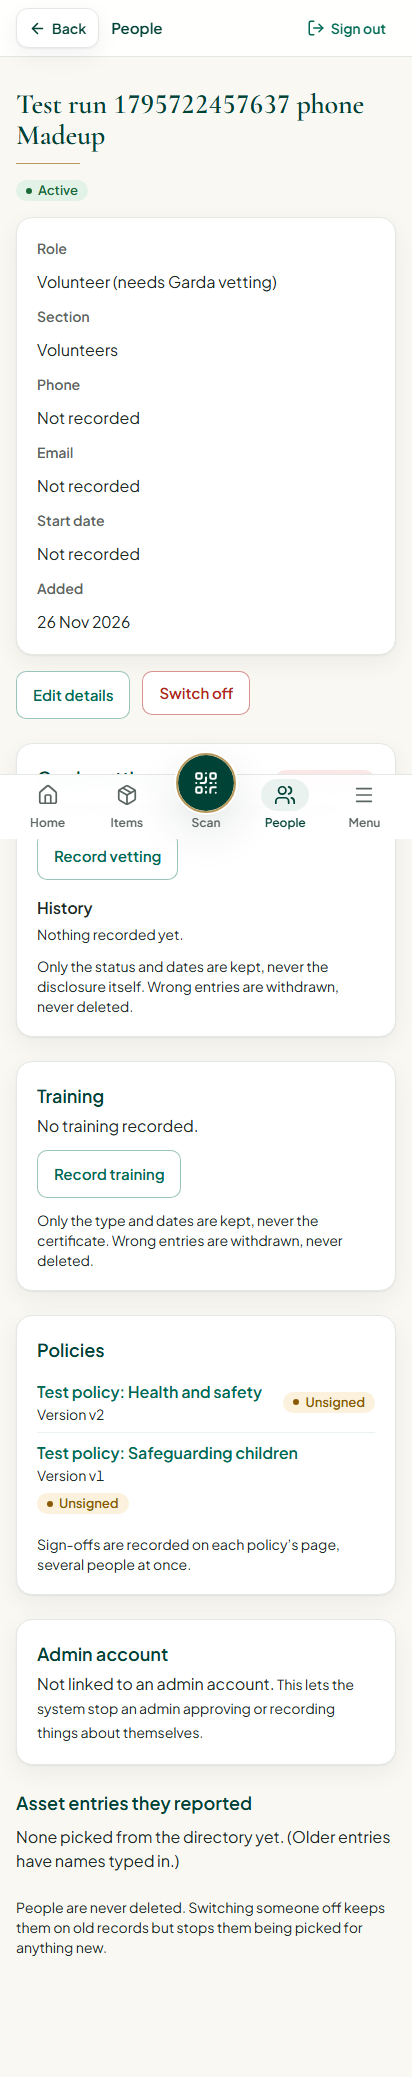 Back
People
Sign out
Test run 1795722457637 phone
Madeup
Active
Role
Volunteer (needs Garda vetting)
Section
Volunteers
Phone
Not recorded
Email
Not recorded
Start date
Not recorded
Added
26 Nov 2026
Edit details
Switch off
Home
Items
Scan
People
Menu
Record vetting
History
Nothing recorded yet.
Only the status and dates are kept, never the
disclosure itself. Wrong entries are withdrawn,
never deleted.
Training
No training recorded.
Record training
Only the type and dates are kept, never the
certificate. Wrong entries are withdrawn, never
deleted.
Policies
Test policy: Health and safety
Unsigned
Version v2
Test policy: Safeguarding children
Version v1
Unsigned
Sign-offs are recorded on each policy's page,
several people at once.
Admin account
Not linked to an admin account. This lets the
system stop an admin approving or recording
things about themselves.
Asset entries they reported
None picked from the directory yet. (Older entries
have names typed in.)
People are never deleted. Switching someone off keeps
them on old records but stops them being picked for
anything new.